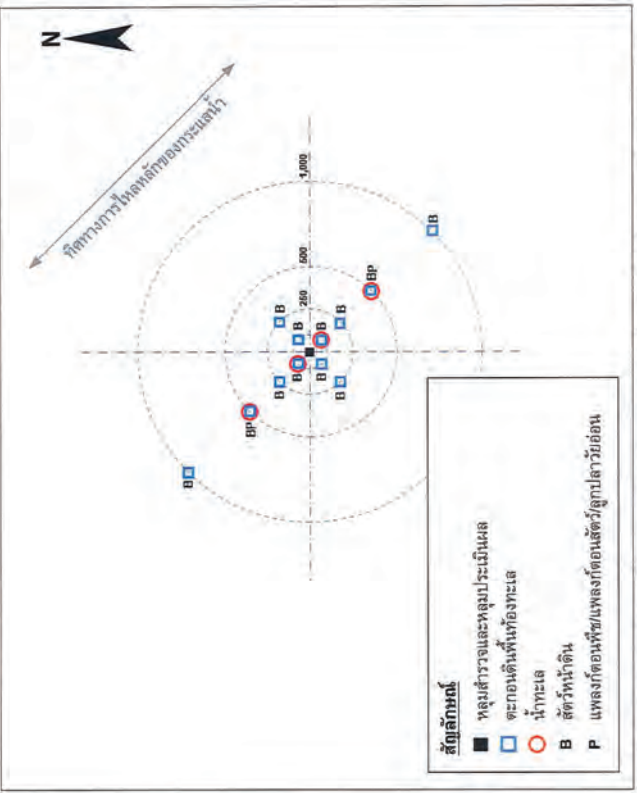 N
ทิศทางการไหลหลักของกระแสน้ำ
B
BP
B
B
B
B
250
500
1,000
B
B
B
BP
B
สัญลักษณ์
หลุมสำรวจและหลุมประเมินผล
ตะกอนดินพื้นท้องทะเล
น้ำทะเล
B สัตว์หน้าดิน
P แพลงก์ตอนพืช/แพลงก์ตอนสัตว์/ลูกปลาวัยอ่อน